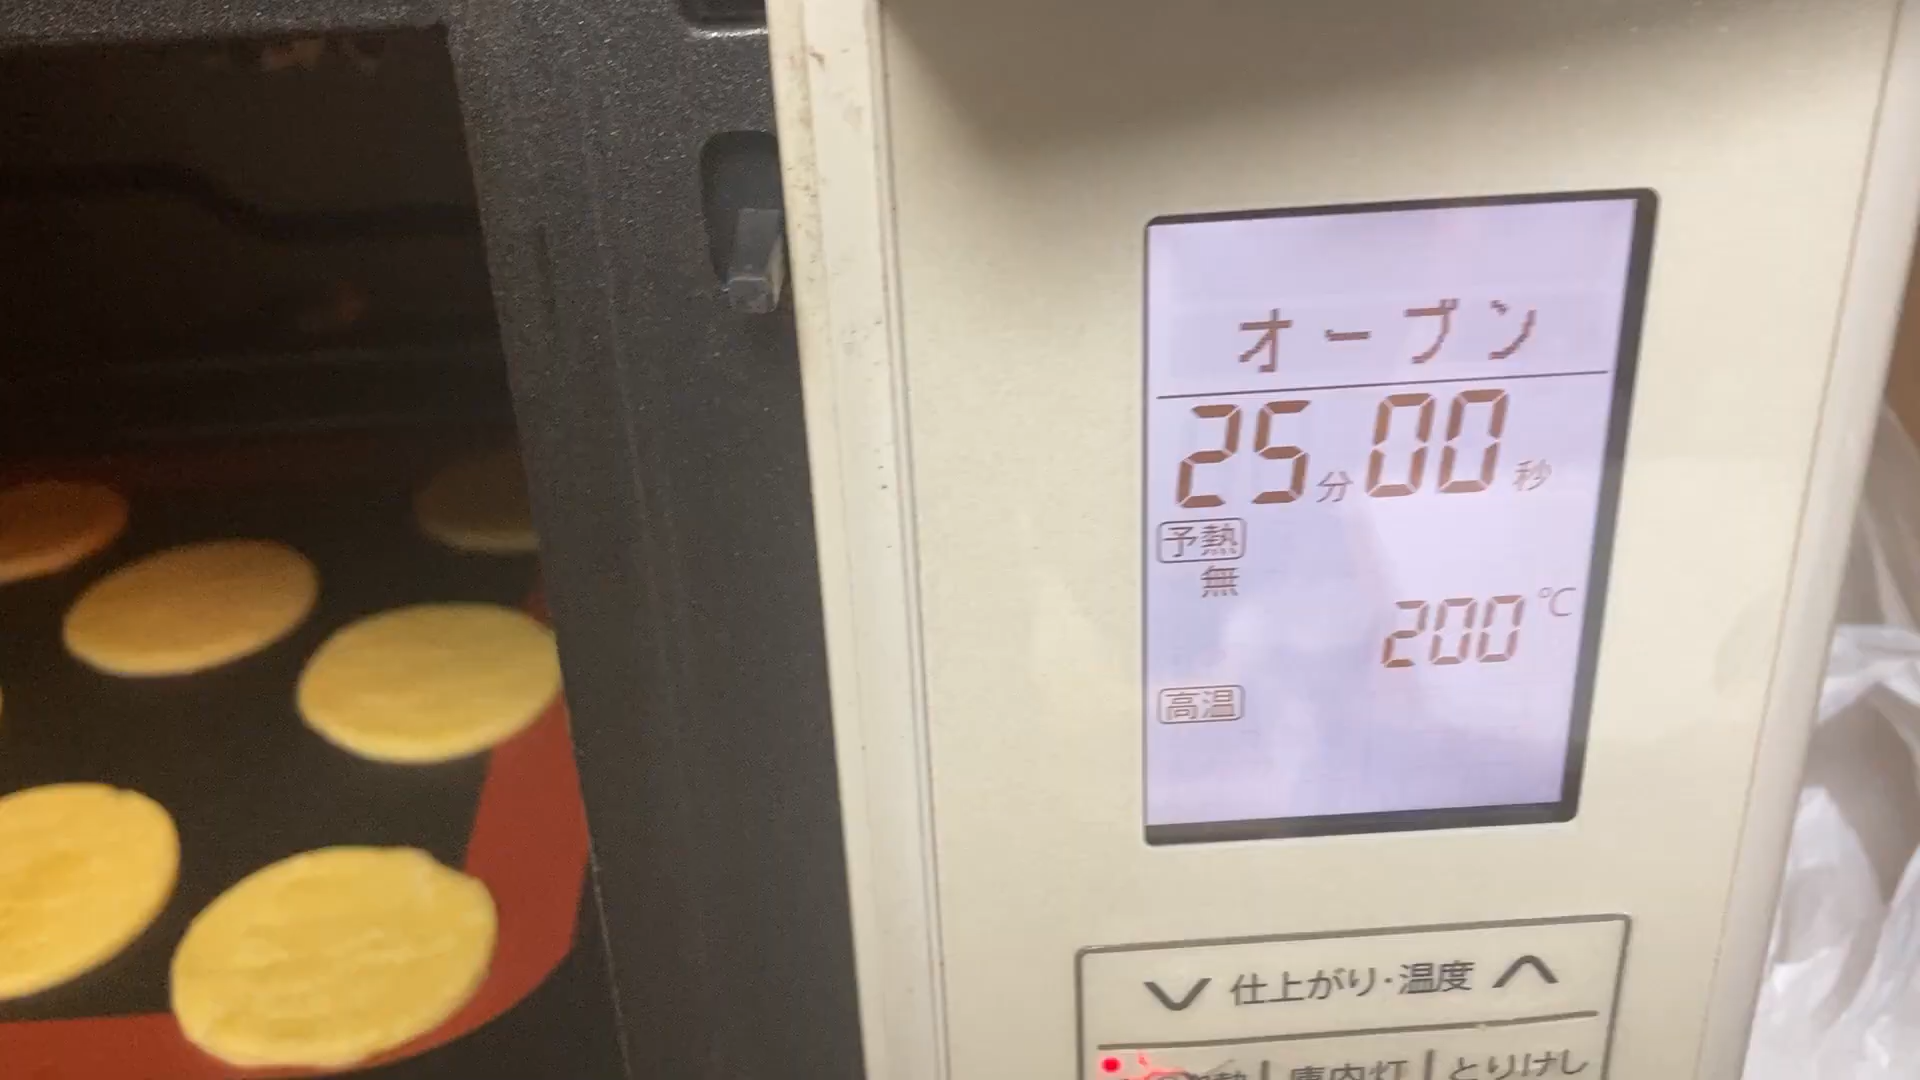 オーブン
25分00秒
予熱
無
200℃
高温
仕上がり・温度
庫内灯 とりけし